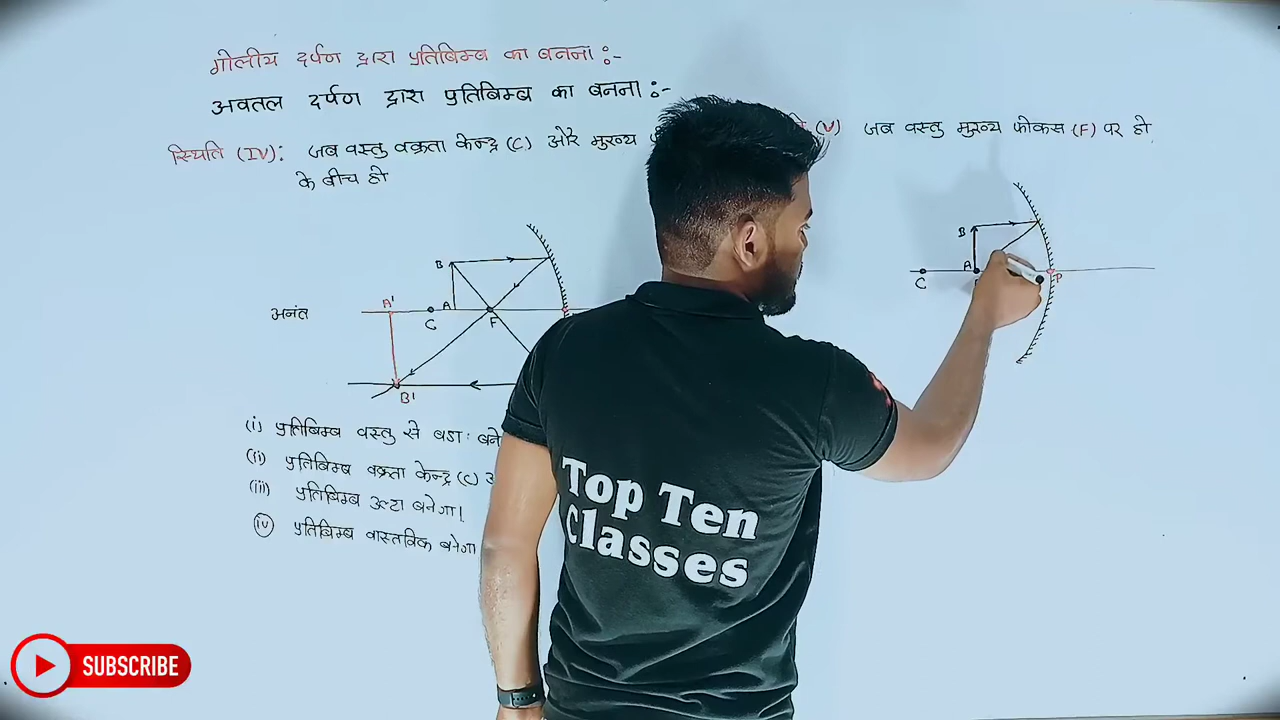 गोलीय दर्पण द्वारा प्रतिबिम्ब का बनना :-
अवतल दर्पण द्वारा प्रतिबिम्ब का बनना :-
स्थिति (IV): जब वस्तु वक्रता केन्द्र (C) और मुख्य
के बीच हो
(V) जब वस्तु मुख्य फोकस (F) पर हो
अनंत
A' C A B F
B'
B
C A P
(i) प्रतिबिम्ब वस्तु से बडा: बने
(ii) प्रतिबिम्ब वक्रता केन्द्र (C)
(iii) प्रतिबिम्ब उल्टा बनेगा।
(iv) प्रतिबिम्ब वास्तविक बनेगा
Top Ten
Classes
SUBSCRIBE